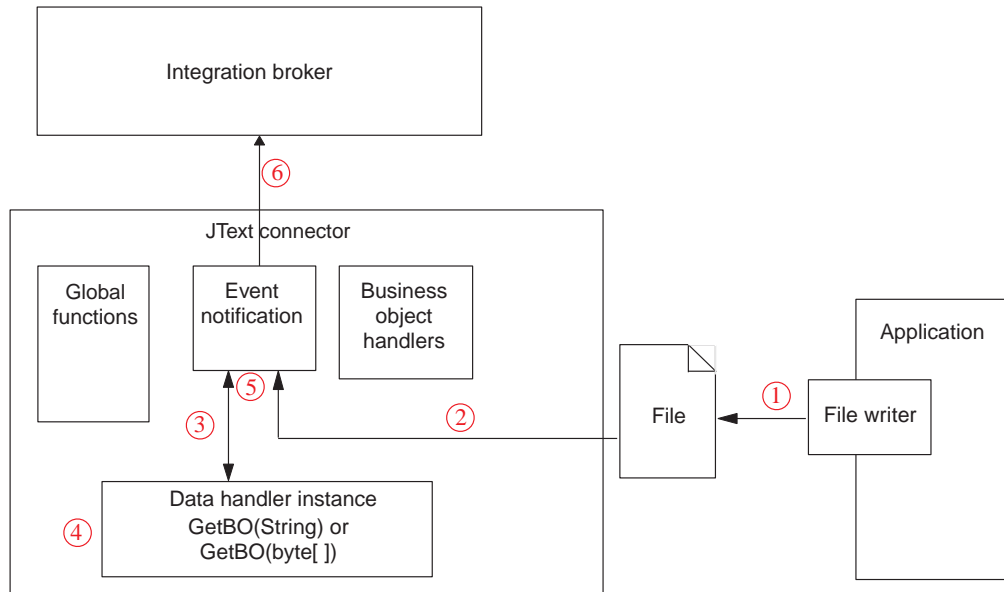 Integration broker
⑥
JText connector
Global
functions
Event
notification
Business
object
handlers
Application
⑤
①
File
File writer
②
③
Data handler instance
GetBO(String) or
GetBO(byte[ ])
④